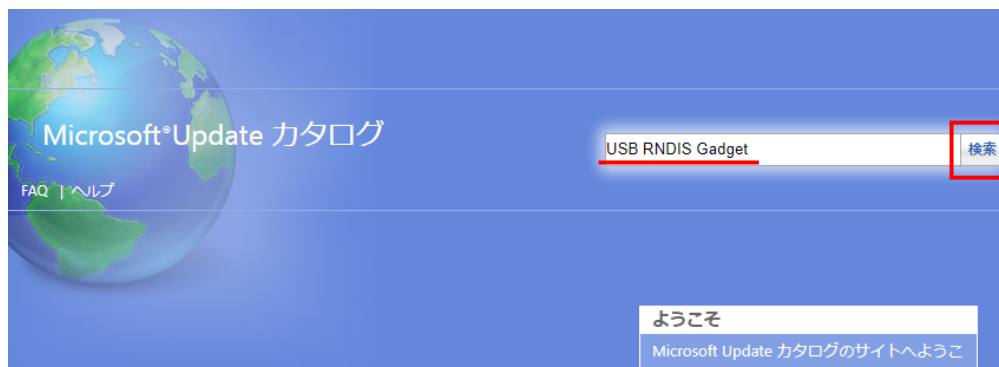 Microsoft®Update カタログ
USB RNDIS Gadget
検索
FAQ | ヘルプ
ようこそ
Microsoft Update カタログのサイトへようこ